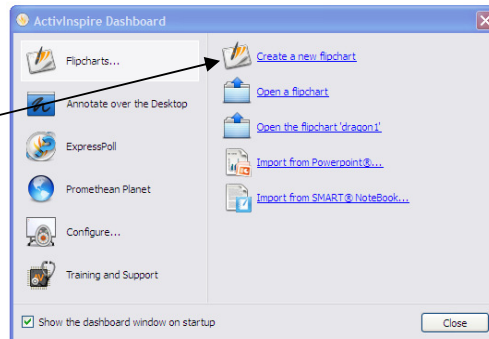 ActivInspire Dashboard
Flipcharts...
Annotate over the Desktop
ExpressPoll
Promethean Planet
Configure...
Training and Support
Create a new flipchart
Open a flipchart
Open the flipchart 'dragon1'
Import from Powerpoint®...
Import from SMART® NoteBook...
Show the dashboard window on startup
Close